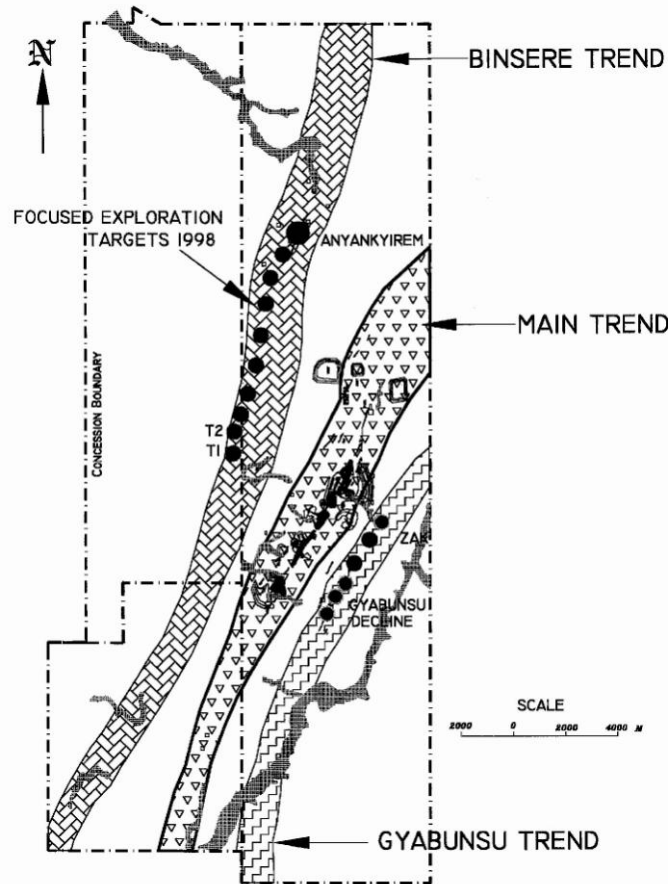 N
BINSERE TREND
FOCUSED EXPLORATION
TARGETS 1998
ANYANKYIREM
MAIN TREND
CONCESSION BOUNDARY
T2
T1
ZAK
GYABUNSU
DECLINE
SCALE
2000 0 2000 4000 M
GYABUNSU TREND